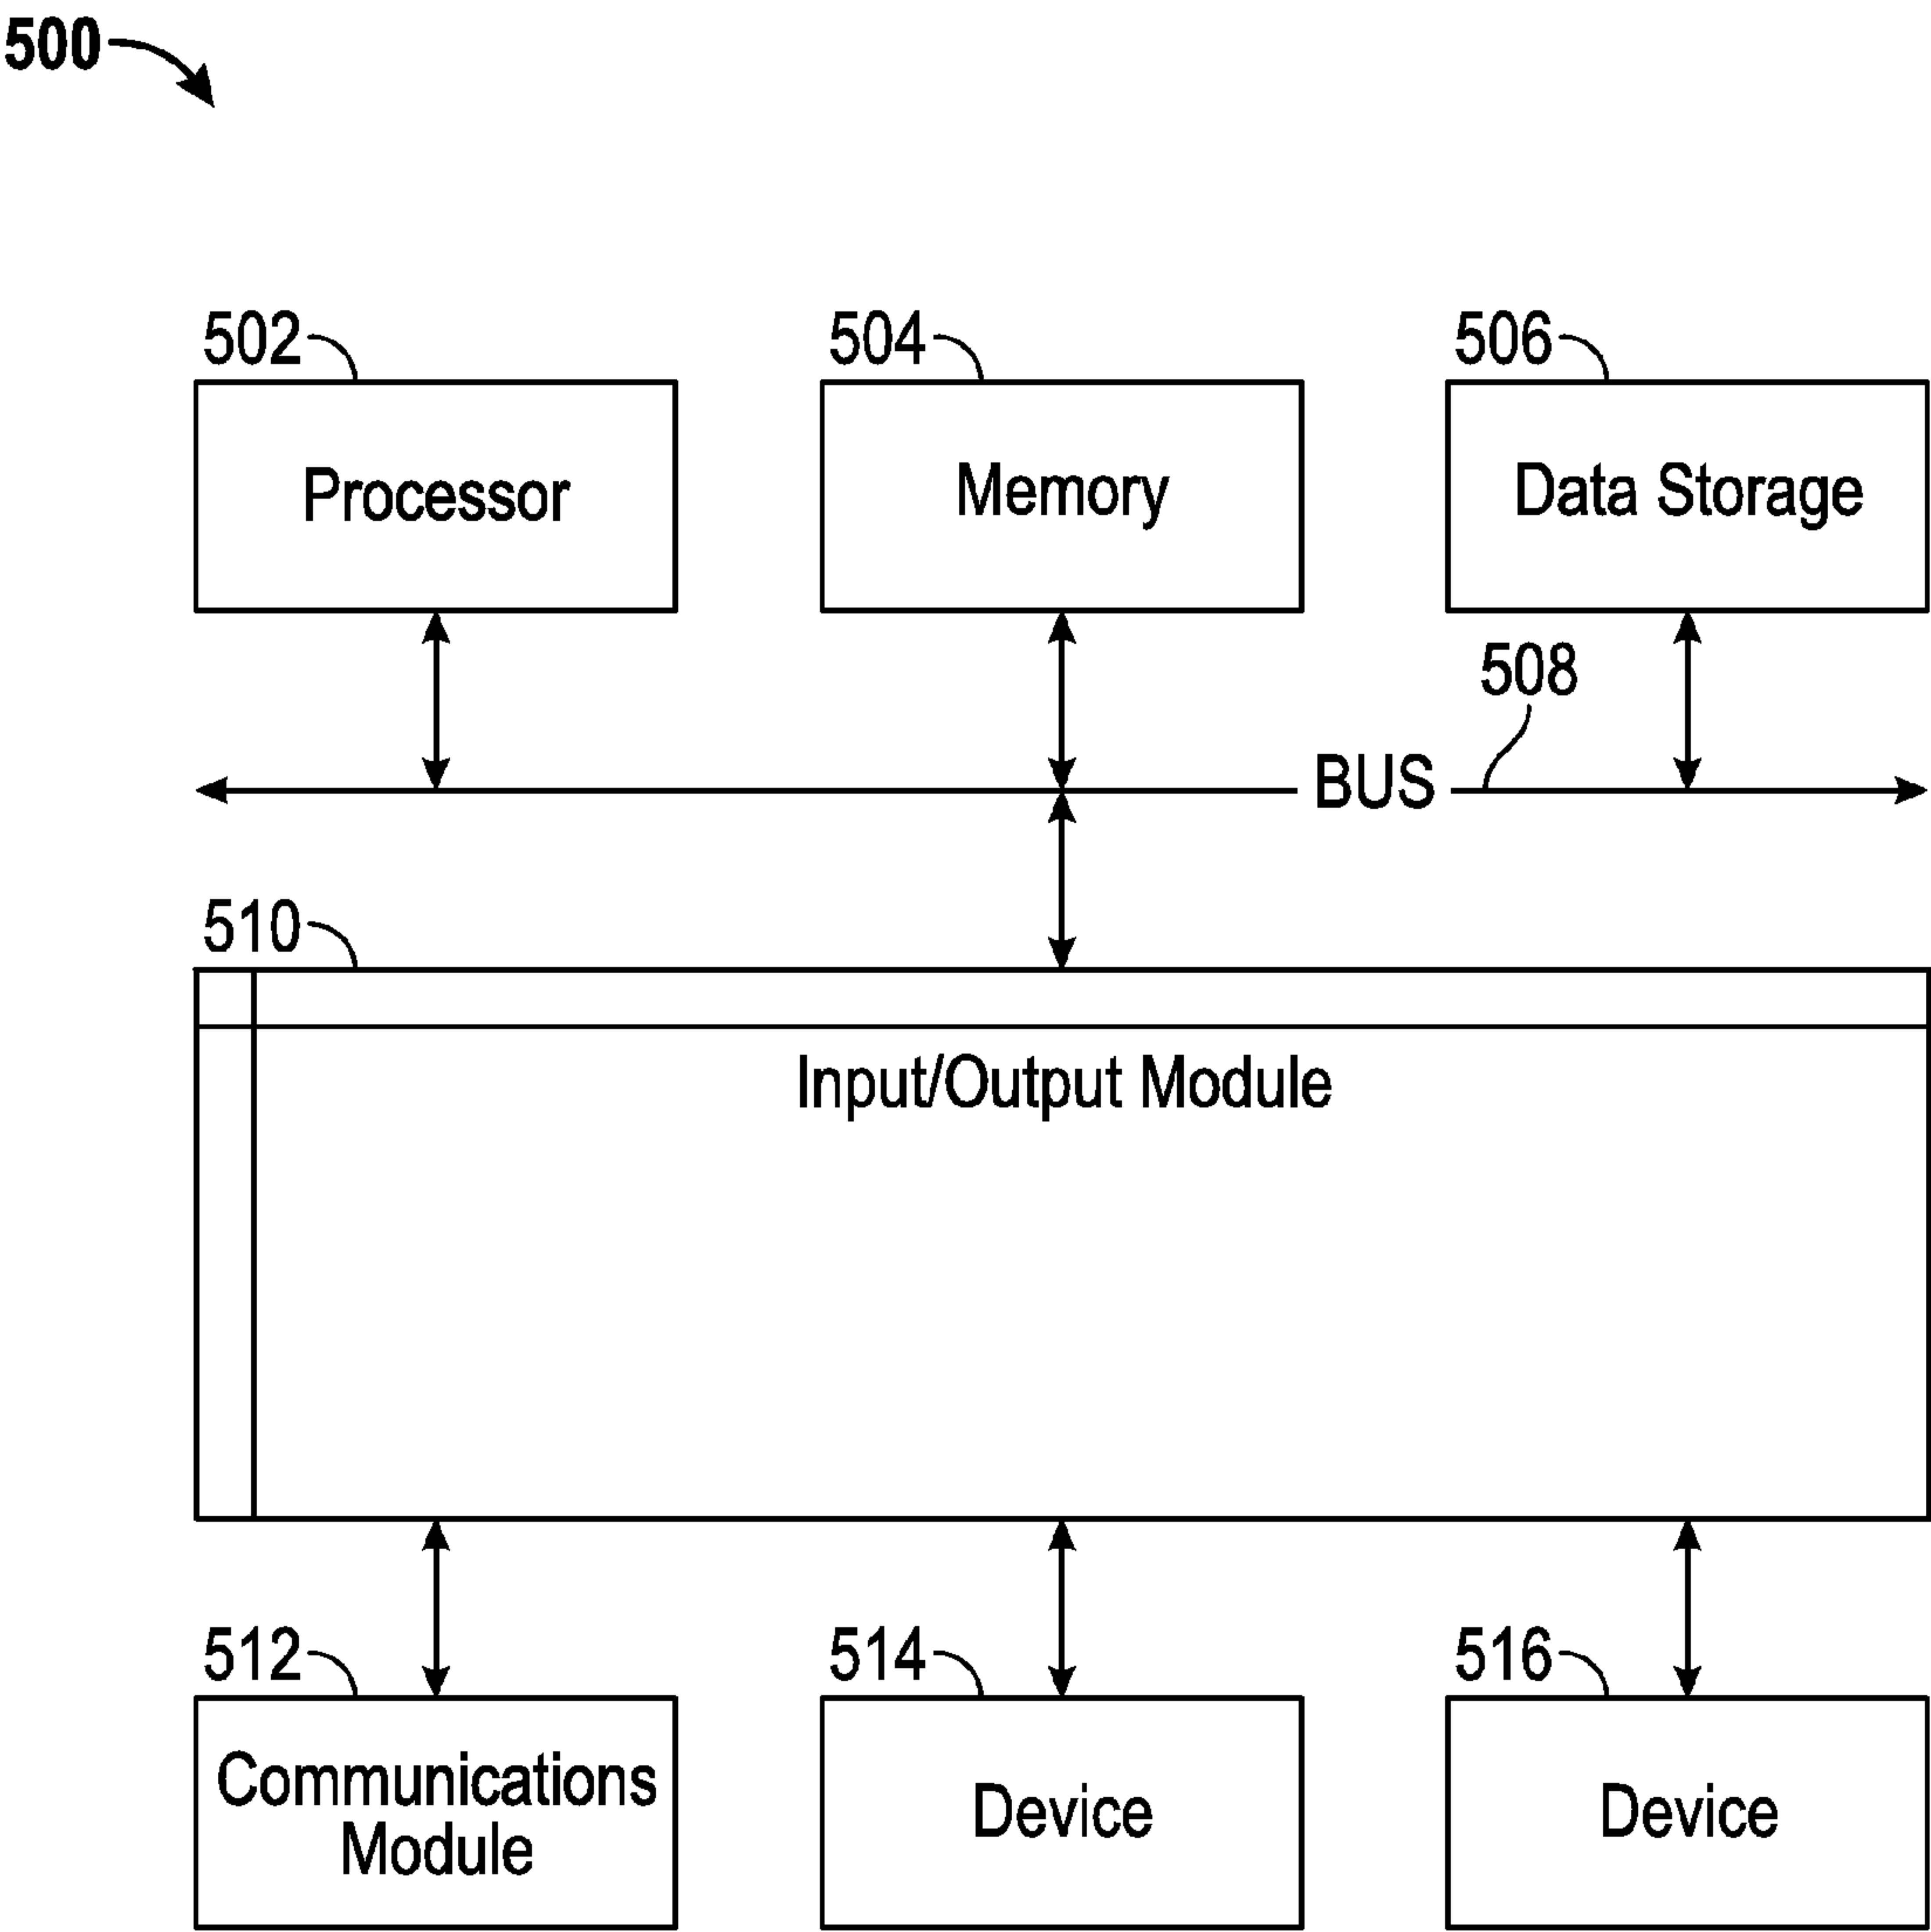 500
502
504
506
Processor
Memory
Data Storage
508
BUS
510
Input/Output Module
512
514
516
Communications
Module
Device
Device